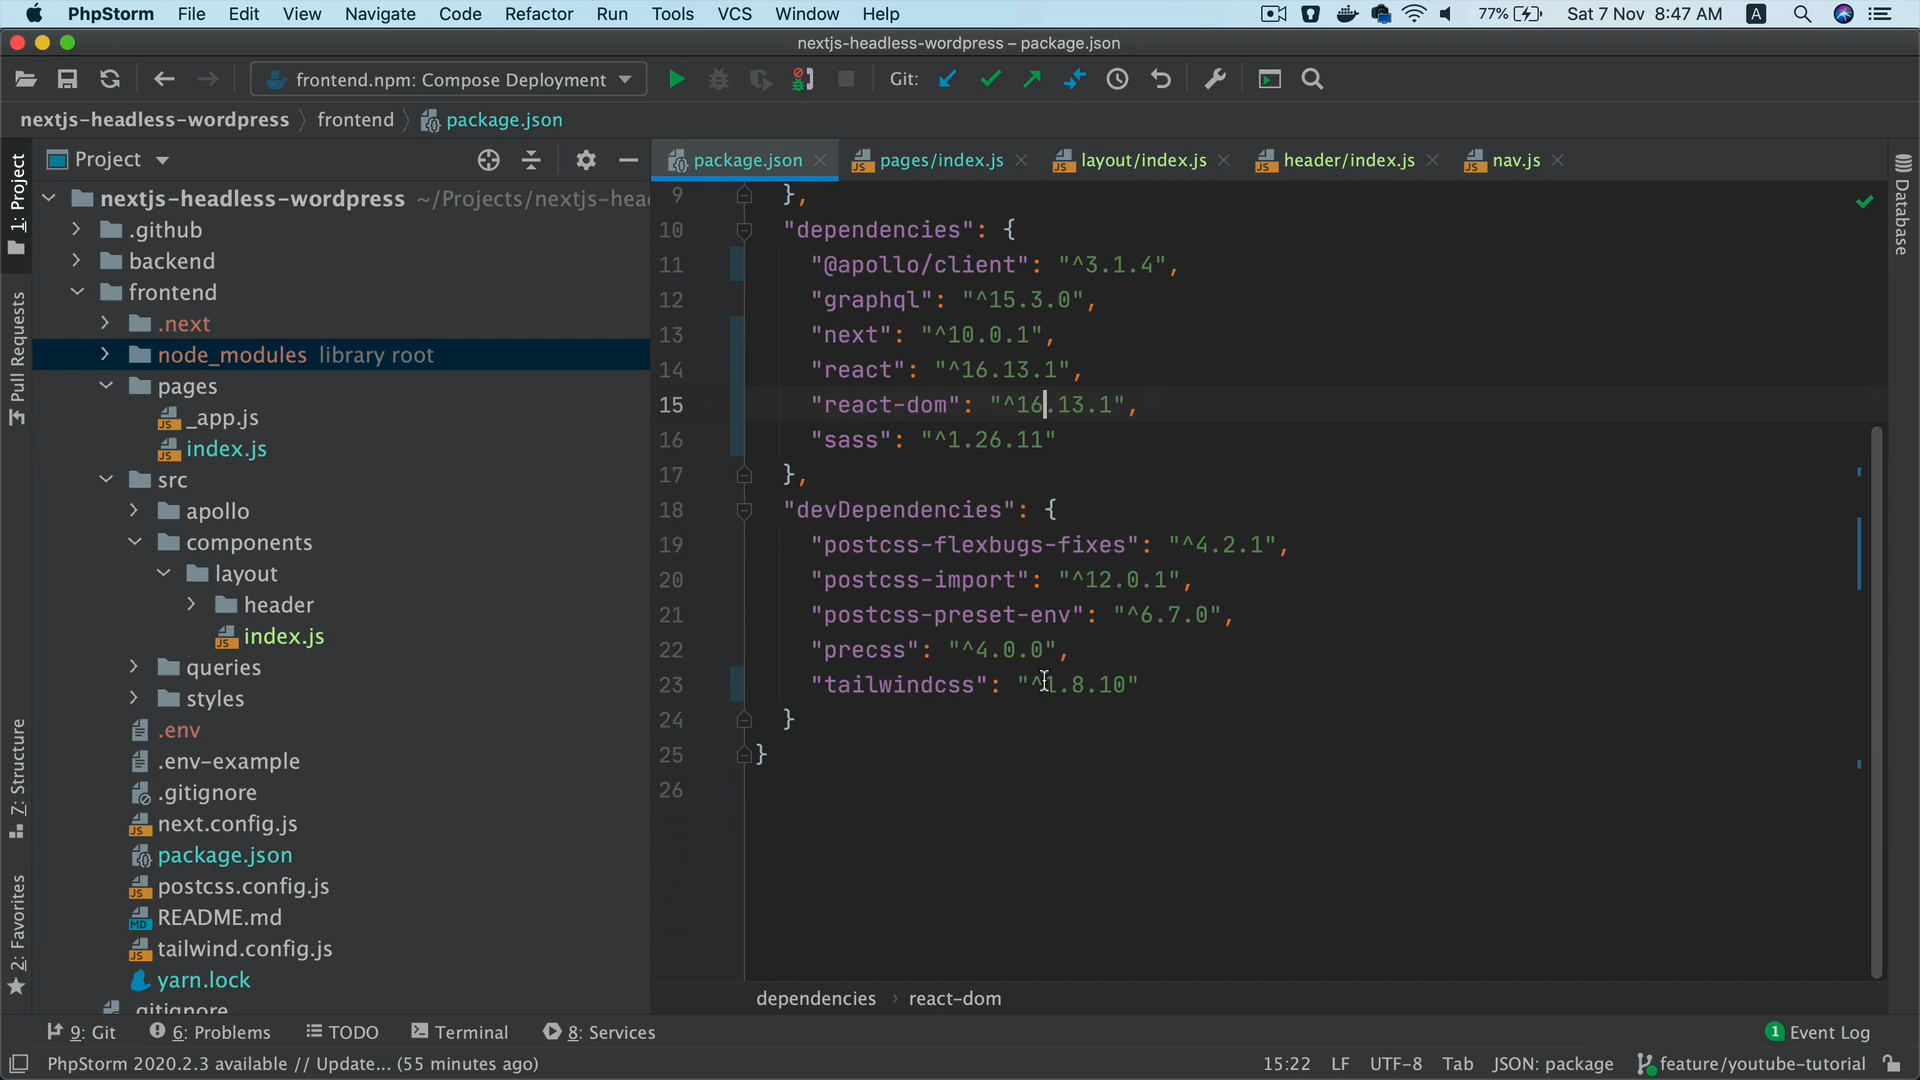 PhpStorm File Edit View Navigate Code Refactor Run Tools VCS Window Help 77% Sat 7 Nov 8:47 AM A
nextjs-headless-wordpress – package.json
frontend.npm: Compose Deployment Git:
nextjs-headless-wordpress frontend package.json
1: Project
Pull Requests
7: Structure
2: Favorites
Project
nextjs-headless-wordpress ~/Projects/nextjs-hea
.github
backend
frontend
.next
node_modules library root
pages
_app.js
index.js
src
apollo
components
layout
header
index.js
queries
styles
.env
.env-example
.gitignore
next.config.js
package.json
postcss.config.js
README.md
tailwind.config.js
yarn.lock
.gitignore
package.json pages/index.js layout/index.js header/index.js nav.js
9 },
10 "dependencies": {
11 "@apollo/client": "^3.1.4",
12 "graphql": "^15.3.0",
13 "next": "^10.0.1",
14 "react": "^16.13.1",
15 "react-dom": "^16.13.1",
16 "sass": "^1.26.11"
17 },
18 "devDependencies": {
19 "postcss-flexbugs-fixes": "^4.2.1",
20 "postcss-import": "^12.0.1",
21 "postcss-preset-env": "^6.7.0",
22 "precss": "^4.0.0",
23 "tailwindcss": "^1.8.10"
24 }
25 }
26
Database
dependencies › react-dom
9: Git 6: Problems TODO Terminal 8: Services 1 Event Log
PhpStorm 2020.2.3 available // Update... (55 minutes ago) 15:22 LF UTF-8 Tab JSON: package feature/youtube-tutorial